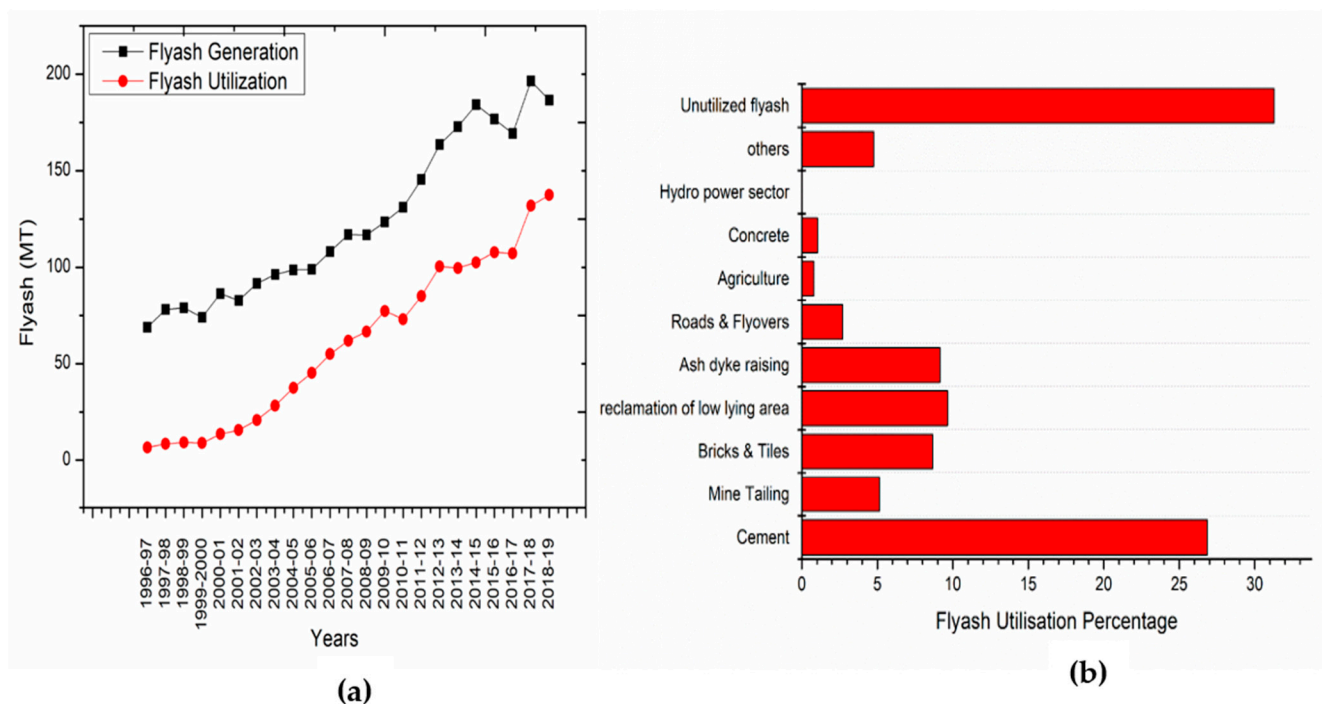 Flyash Generation
Flyash Utilization
200
150
100
50
0
Flyash (MT)
1996-97
1997-98
1998-99
1999-2000
2000-01
2001-02
2002-03
2003-04
2004-05
2005-06
2006-07
2007-08
2008-09
2009-10
2010-11
2011-12
2012-13
2013-14
2014-15
2015-16
2016-17
2017-18
2018-19
Years
(a)
Unutilized flyash
others
Hydro power sector
Concrete
Agriculture
Roads & Flyovers
Ash dyke raising
reclamation of low lying area
Bricks & Tiles
Mine Tailing
Cement
0 5 10 15 20 25 30
Flyash Utilisation Percentage
(b)